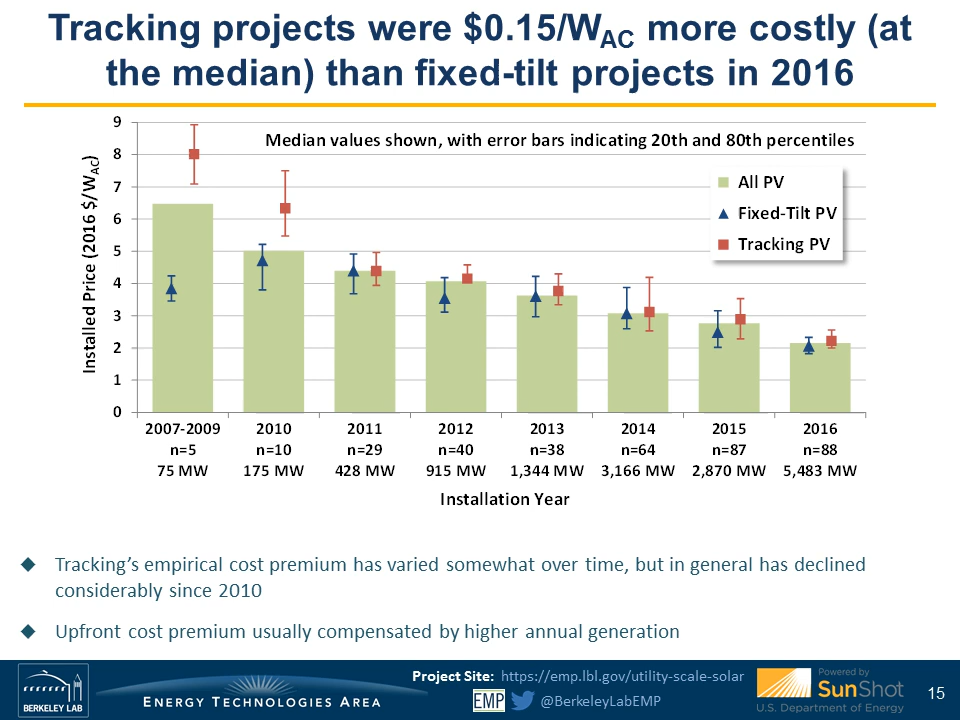 Tracking projects were $0.15/WAC more costly (at
the median) than fixed-tilt projects in 2016
Median values shown, with error bars indicating 20th and 80th percentiles
All PV
Fixed-Tilt PV
Tracking PV
Installed Price (2016 $/WAC)
9
8
7
6
5
4
3
2
1
0
2007-2009 2010 2011 2012 2013 2014 2015 2016
n=5 n=10 n=29 n=40 n=38 n=64 n=87 n=88
75 MW 175 MW 428 MW 915 MW 1,344 MW 3,166 MW 2,870 MW 5,483 MW
Installation Year
Tracking’s empirical cost premium has varied somewhat over time, but in general has declined
considerably since 2010
Upfront cost premium usually compensated by higher annual generation
BERKELEY LAB
ENERGY TECHNOLOGIES AREA
Project Site: https://emp.lbl.gov/utility-scale-solar
EMP @BerkeleyLabEMP
Powered by
SunShot
U.S. Department of Energy
15